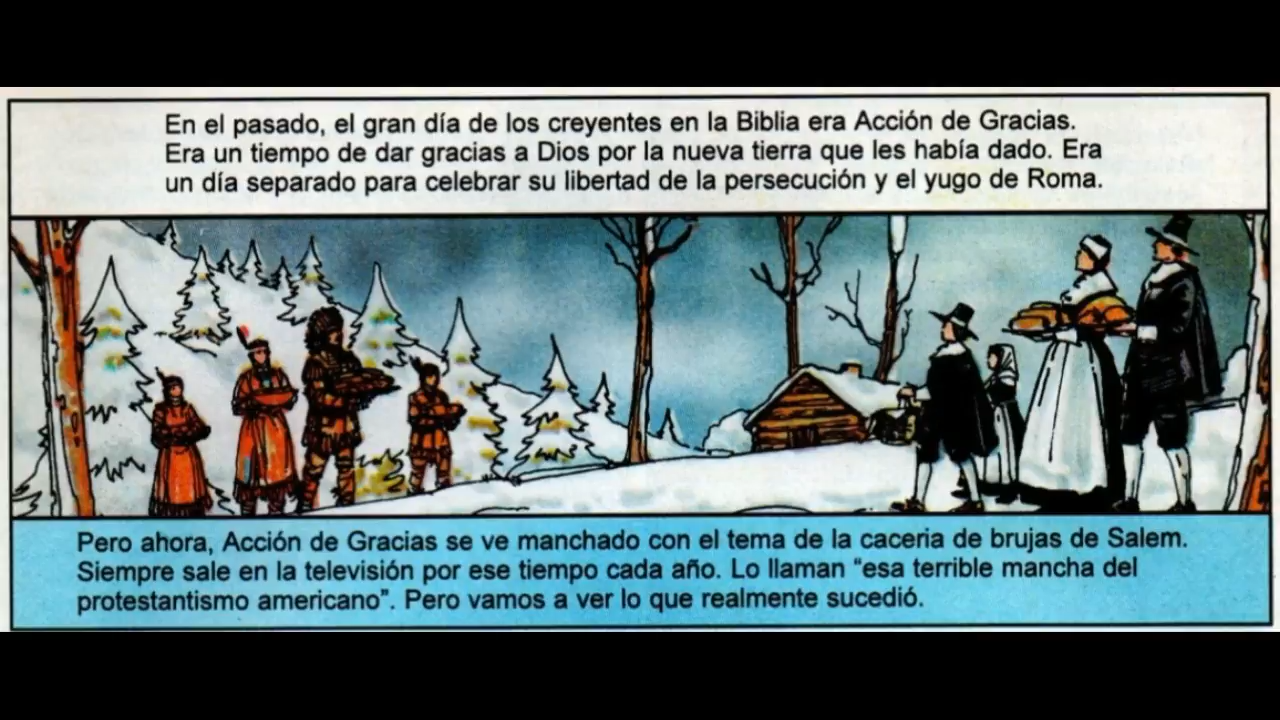 En el pasado, el gran día de los creyentes en la Biblia era Acción de Gracias.
Era un tiempo de dar gracias a Dios por la nueva tierra que les había dado. Era
un día separado para celebrar su libertad de la persecución y el yugo de Roma.
Pero ahora, Acción de Gracias se ve manchado con el tema de la caceria de brujas de Salem.
Siempre sale en la televisión por ese tiempo cada año. Lo llaman “esa terrible mancha del
protestantismo americano”. Pero vamos a ver lo que realmente sucedió.